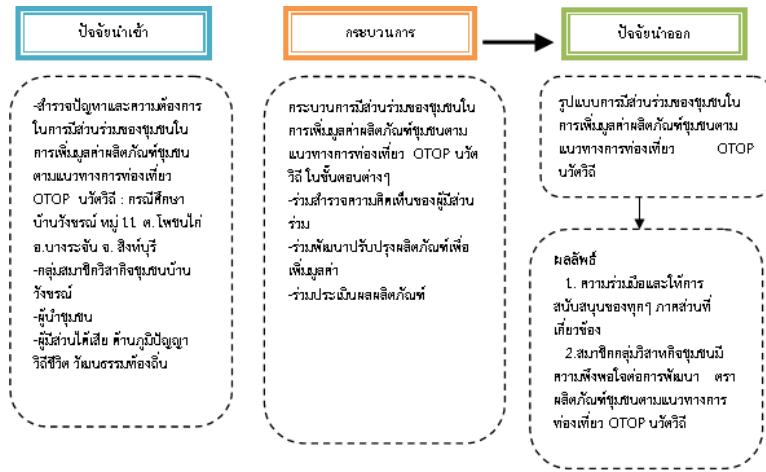 ปัจจัยนำเข้า
กระบวนการ
ปัจจัยนำออก
-สำรวจปัญหาและความต้องการ
ในการมีส่วนร่วมของชุมชนใน
การเพิ่มมูลค่าผลิตภัณฑ์ชุมชน
ตามแนวทางการท่องเที่ยว
OTOP นวัตวิถี : กรณีศึกษา
บ้านวังขรณ์ หมู่ 11 ต. โพชนไก่
อ.บางระจัน จ. สิงห์บุรี
-กลุ่มสมาชิกวิสากิจชุมชนบ้าน
วังขรณ์
-ผู้นำชุมชน
-ผู้มีส่วนได้เสีย ด้านภูมิปัญญา
วิถีชีวิต วัฒนธรรมท้องถิ่น
กระบวนการมีส่วนร่วมของชุมชนใน
การเพิ่มมูลค่าผลิตภัณฑ์ชุมชนตาม
แนวทางการท่องเที่ยว OTOP นวัต
วิถี ในขั้นตอนต่างๆ
-ร่วมสำรวจความคิดเห็นของผู้มีส่วน
ร่วม
-ร่วมพัฒนาปรับปรุงผลิตภัณฑ์เพื่อ
เพิ่มมูลค่า
-ร่วมประเมินผลผลิตภัณฑ์
รูปแบบการมีส่วนร่วมของชุมชนใน
การเพิ่มมูลค่าผลิตภัณฑ์ชุมชนตาม
แนวทางการท่องเที่ยว OTOP
นวัตวิถี
ผลลัพธ์
1. ความร่วมมือและให้การ
สนับสนุนของทุกๆ ภาคส่วนที่
เกี่ยวข้อง
2.สมาชิกกลุ่มวิสาหกิจชุมชนมี
ความพึงพอใจต่อการพัฒนา ตรา
ผลิตภัณฑ์ชุมชนตามแนวทางการ
ท่องเที่ยว OTOP นวัตวิถี